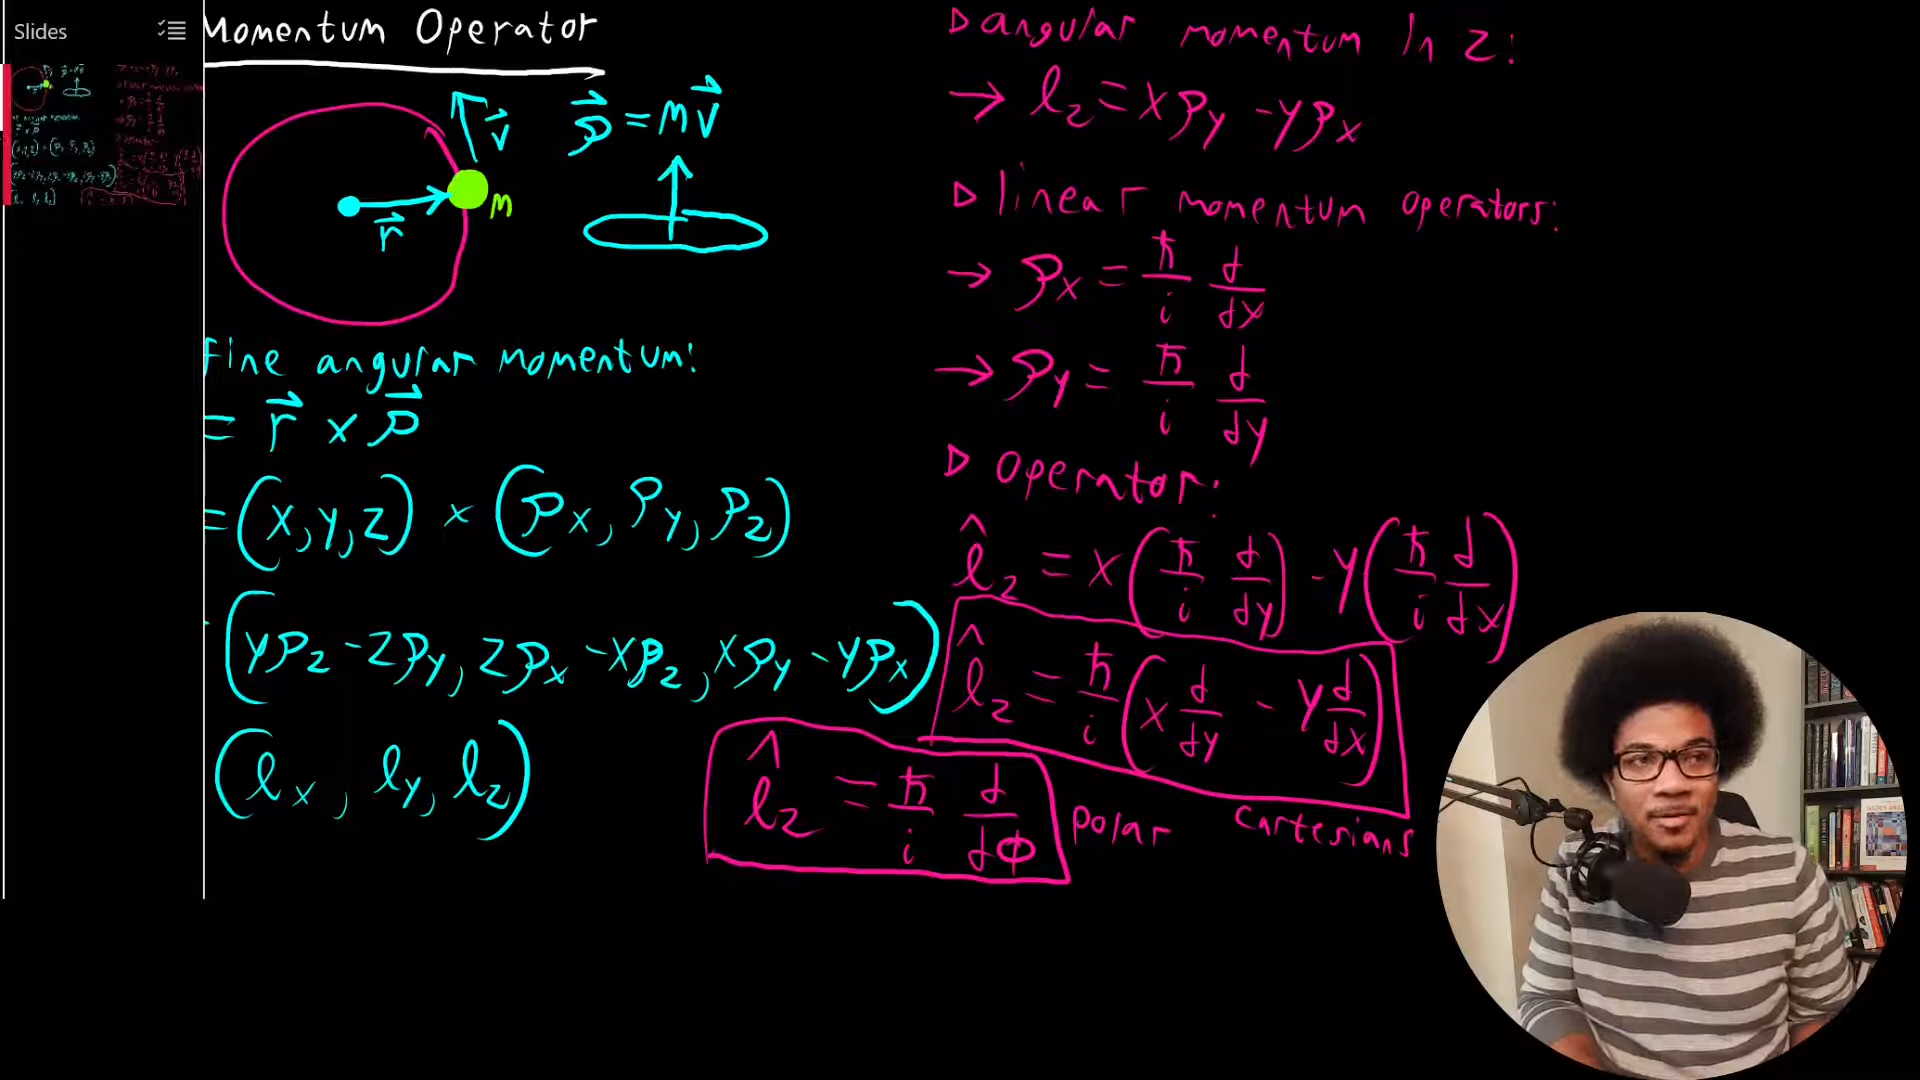 Slides
Momentum Operator
v⃗
p⃗ = mv⃗
r⃗
m
fine angular momentum:
= r⃗ × p⃗
= (x, y, z) × (px, py, pz)
(ypz - zpy, zpx - xpz, xpy - ypx)
(lx, ly, lz)
▷ angular momentum in z:
→ lz = xpy - ypx
▷ linear momentum operators:
→ px = ħ/i d/dx
→ py = ħ/i d/dy
▷ Operator:
l̂z = x(ħ/i d/dy) - y(ħ/i d/dx)
l̂z = ħ/i (x d/dy - y d/dx)
cartesians
l̂z = ħ/i d/dϕ
polar